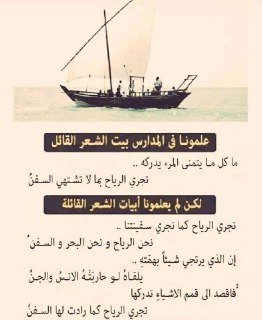 علمونا فى المدارس بيت الشعر القائل
ما كل ما يتمنى المرء يدركه ..
تجري الرياح بما لا تشتهي السفنُ
لكن لم يعلمونا أبيات الشعر القائلة
تجري الرياح كما تجري سفينتنا ..
نحن الرياح و نحن البحر و السفن ُ
إن الذي يرتجي شيئاً بهمّته ..
يلقاهُ لو حاربَتْهُ الانسُ والجنُ
فاقصد الى قمم الاشياءِ تدركها
تجري الرياح كما رادت لها السفنُ